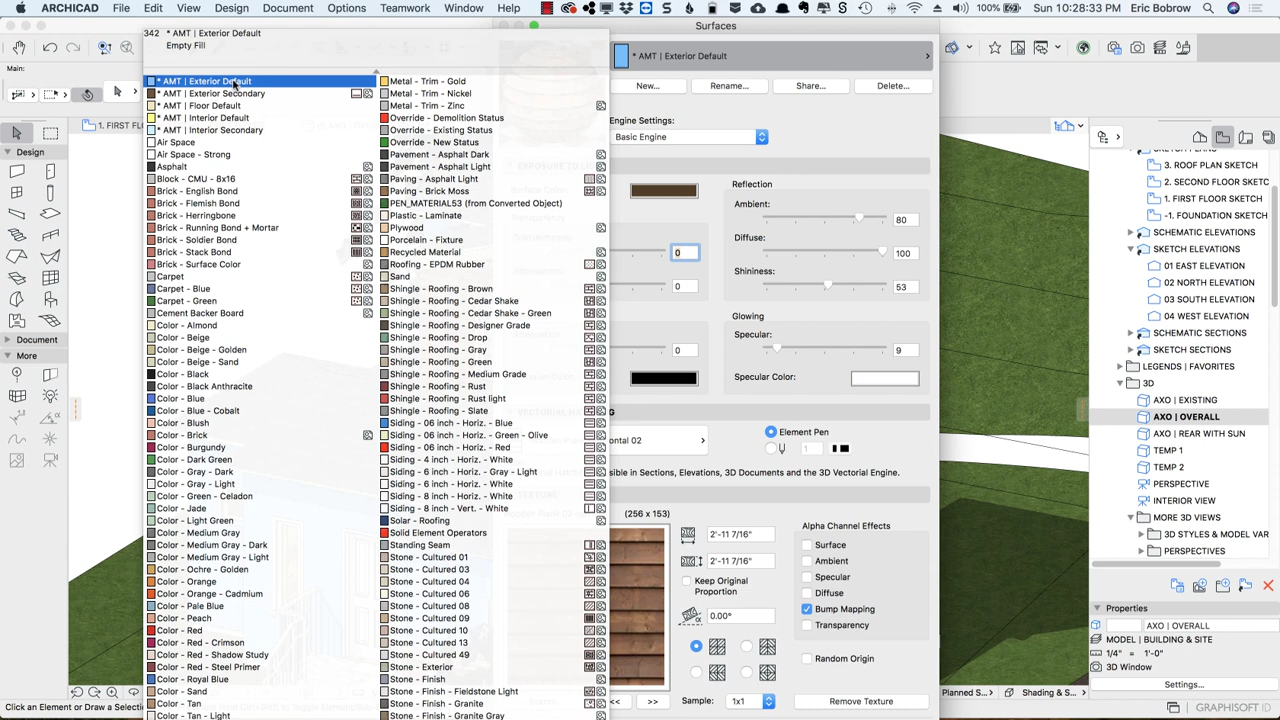 ARCHICAD File Edit View Design Document Options Teamwork Window Help
100% Sun 10:28:33 PM Eric Bobrow
Surfaces
342 * AMT | Exterior Default
Empty Fill
* AMT | Exterior Default
New... Rename... Share... Delete...
Main:
Engine Settings:
Basic Engine
1. FIRST FL
* AMT | Exterior Default
* AMT | Exterior Secondary
* AMT | Floor Default
* AMT | Interior Default
* AMT | Interior Secondary
Air Space
Air Space - Strong
Asphalt
Block - CMU - 8x16
Brick - English Bond
Brick - Flemish Bond
Brick - Herringbone
Brick - Running Bond + Mortar
Brick - Soldier Bond
Brick - Stack Bond
Brick - Surface Color
Carpet
Carpet - Blue
Carpet - Green
Cement Backer Board
Color - Almond
Color - Beige
Color - Beige - Golden
Color - Beige - Sand
Color - Black
Color - Black Anthracite
Color - Blue
Color - Blue - Cobalt
Color - Blush
Color - Brick
Color - Burgundy
Color - Dark Green
Color - Gray - Dark
Color - Gray - Light
Color - Green - Celadon
Color - Jade
Color - Light Green
Color - Medium Gray
Color - Medium Gray - Dark
Color - Medium Gray - Light
Color - Ochre - Golden
Color - Orange
Color - Orange - Cadmium
Color - Pale Blue
Color - Peach
Color - Red
Color - Red - Crimson
Color - Red - Shadow Study
Color - Red - Steel Primer
Color - Royal Blue
Color - Sand
Color - Tan
Color - Tan - Light
Metal - Trim - Gold
Metal - Trim - Nickel
Metal - Trim - Zinc
Override - Demolition Status
Override - Existing Status
Override - New Status
Pavement - Asphalt Dark
Pavement - Asphalt Light
Paving - Asphalt Light
Paving - Brick Moss
PEN_MATERIAL53 (from Converted Object)
Plastic - Laminate
Plywood
Porcelain - Fixture
Recycled Material
Roofing - EPDM Rubber
Sand
Shingle - Roofing - Brown
Shingle - Roofing - Cedar Shake
Shingle - Roofing - Cedar Shake - Green
Shingle - Roofing - Designer Grade
Shingle - Roofing - Drop
Shingle - Roofing - Gray
Shingle - Roofing - Green
Shingle - Roofing - Medium Grade
Shingle - Roofing - Rust
Shingle - Roofing - Rust light
Shingle - Roofing - Slate
Siding - 06 inch - Horiz. - Blue
Siding - 06 inch - Horiz. - Green - Olive
Siding - 06 inch - Horiz. - Red
Siding - 4 inch - Horiz. - White
Siding - 6 inch - Horiz. - Gray - Light
Siding - 6 inch - Horiz. - White
Siding - 8 inch - Horiz. - White
Siding - 8 inch - Vert. - White
Solar - Roofing
Solid Element Operators
Standing Seam
Stone - Cultured 01
Stone - Cultured 03
Stone - Cultured 04
Stone - Cultured 06
Stone - Cultured 08
Stone - Cultured 09
Stone - Cultured 10
Stone - Cultured 13
Stone - Cultured 49
Stone - Exterior
Stone - Finish
Stone - Finish - Fieldstone Light
Stone - Finish - Granite
Stone - Finish - Granite Gray
Reflection
Ambient:
80
Diffuse:
0 100
Shininess:
0 53
Glowing
Specular:
0 9
Specular Color:
Element Pen
ontal 02
1
ible in Sections, Elevations, 3D Documents and the 3D Vectorial Engine.
(256 x 153) Alpha Channel Effects
2'-11 7/16"
2'-11 7/16"
Keep Original
Proportion
0.00°
Surface
Ambient
Specular
Diffuse
Bump Mapping
Transparency
Random Origin
<< >> Sample: 1x1 Remove Texture
Design
Document
More
3. ROOF PLAN SKETCH
2. SECOND FLOOR SKETC
1. FIRST FLOOR SKETCH
-1. FOUNDATION SKETCH
SCHEMATIC ELEVATIONS
SKETCH ELEVATIONS
01 EAST ELEVATION
02 NORTH ELEVATION
03 SOUTH ELEVATION
04 WEST ELEVATION
SCHEMATIC SECTIONS
SKETCH SECTIONS
LEGENDS | FAVORITES
3D
AXO | EXISTING
AXO | OVERALL
AXO | REAR WITH SUN
TEMP 1
TEMP 2
PERSPECTIVE
INTERIOR VIEW
MORE 3D VIEWS
3D STYLES & MODEL VAR
PERSPECTIVES
Properties
AXO | OVERALL
MODEL | BUILDING & SITE
1/4" = 1'-0"
3D Window
Settings...
Planned S... Shading & S...
Click an Element or Draw a Selecti
GRAPHISOFT ID